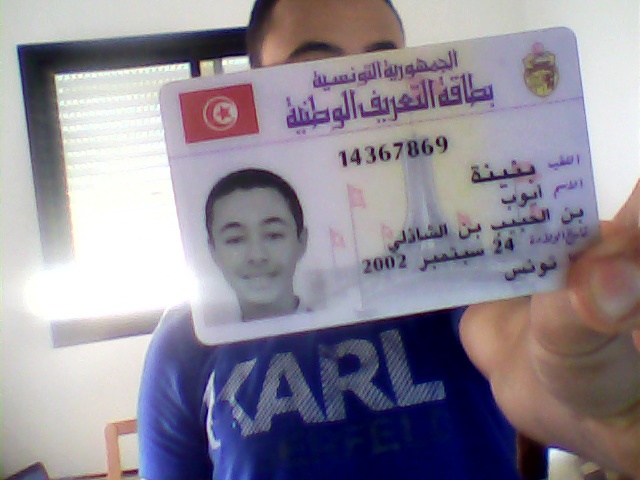 الجمهورية التونسية
بطاقة التعريف الوطنية
14367869
اللقب بثينة
الاسم أيوب
بن الحبيب بن الشاذلي
تاريخ الولادة 24 سبتمبر 2002
تونس
KARL